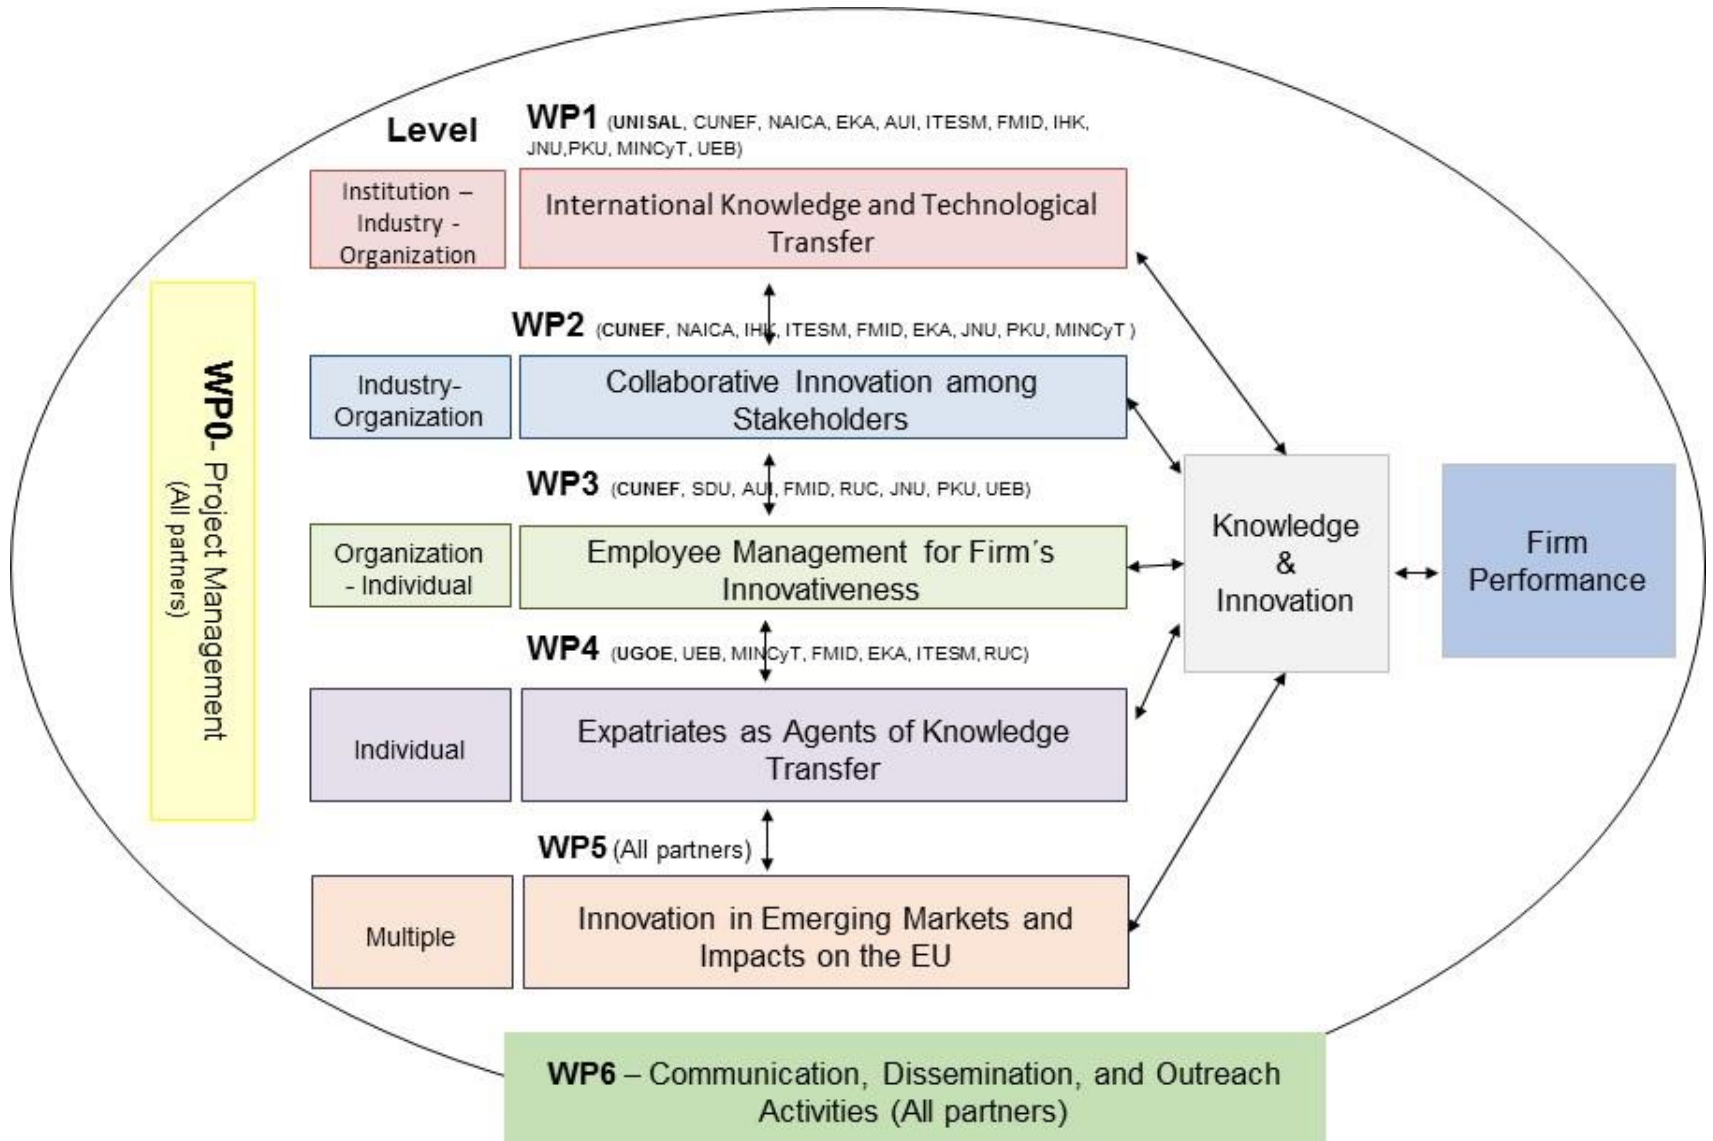 Level
WP1 (UNISAL, CUNEF, NAICA, EKA, AUI, ITESM, FMID, IHK,
JNU,PKU, MINCyT, UEB)
Institution –
Industry -
Organization
International Knowledge and Technological
Transfer
WP2 (CUNEF, NAICA, IHK, ITESM, FMID, EKA, JNU, PKU, MINCyT )
Industry-
Organization
Collaborative Innovation among
Stakeholders
WP3 (CUNEF, SDU, AUI, FMID, RUC, JNU, PKU, UEB)
Organization
- Individual
Employee Management for Firm´s
Innovativeness
WP4 (UGOE, UEB, MINCyT, FMID, EKA, ITESM, RUC)
Individual
Expatriates as Agents of Knowledge
Transfer
WP5 (All partners)
Multiple
Innovation in Emerging Markets and
Impacts on the EU
WP0- Project Management
(All partners)
Knowledge
&
Innovation
Firm
Performance
WP6 – Communication, Dissemination, and Outreach
Activities (All partners)